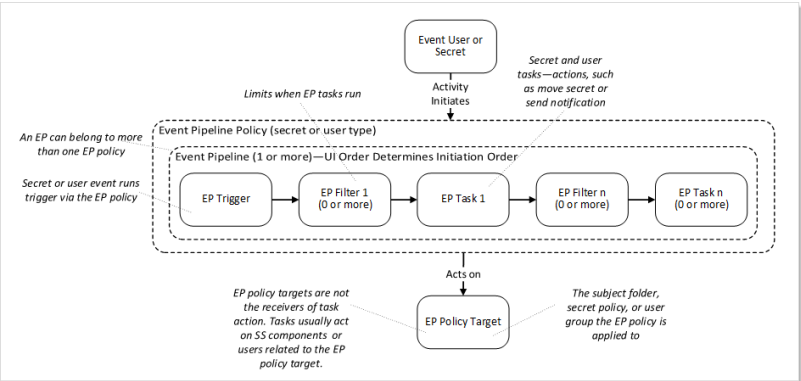 Event User or
Secret
Secret and user
tasks—actions, such
as move secret or
send notification
Activity
Initiates
Limits when EP tasks run
Event Pipeline Policy (secret or user type)
An EP can belong to more
than one EP policy
Event Pipeline (1 or more)—UI Order Determines Initiation Order
Secret or user event runs
trigger via the EP policy
EP Trigger
EP Filter 1
(0 or more)
EP Task 1
EP Filter n
(0 or more)
EP Task n
(0 or more)
Acts on
EP policy targets are not
the receivers of task
action. Tasks usually act
on SS components or
users related to the EP
policy target.
EP Policy Target
The subject folder,
secret policy, or user
group the EP policy is
applied to